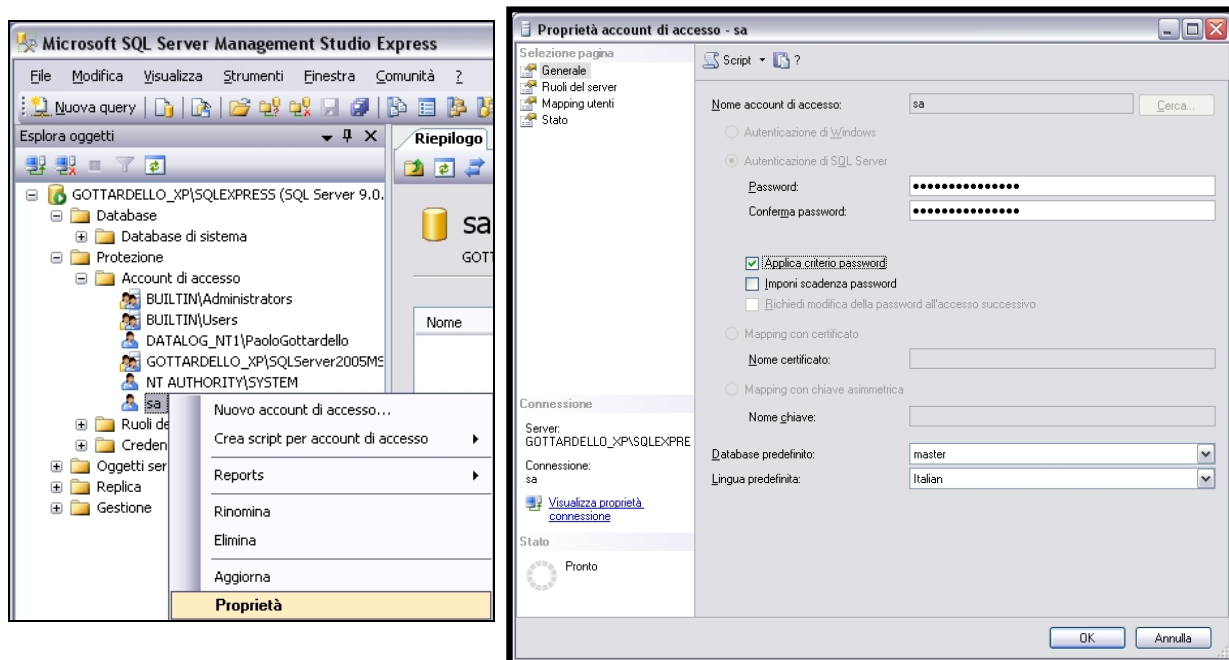 Microsoft SQL Server Management Studio Express
File Modifica Visualizza Strumenti Finestra Comunità ?
Nuova query
Esplora oggetti
GOTTARDELLO_XP\SQLEXPRESS (SQL Server 9.0.
Database
Database di sistema
Protezione
Account di accesso
BUILTIN\Administrators
BUILTIN\Users
DATALOG_NT1\PaoloGottardello
GOTTARDELLO_XP\SQLServer2005MS
NT AUTHORITY\SYSTEM
sa
Ruoli de
Creden
Oggetti ser
Replica
Gestione
Riepilogo
sa
GOTT
Nome
Nuovo account di accesso...
Crea script per account di accesso
Reports
Rinomina
Elimina
Aggiorna
Proprietà
Proprietà account di accesso - sa
Selezione pagina
Generale
Ruoli del server
Mapping utenti
Stato
Connessione
Server:
GOTTARDELLO_XP\SQLEXPRE
Connessione:
sa
Visualizza proprietà
connessione
Stato
Pronto
Script ?
Nome account di accesso: sa Cerca...
Autenticazione di Windows
Autenticazione di SQL Server
Password: ●●●●●●●●●●●●●●●
Conferma password: ●●●●●●●●●●●●●●●
Applica criterio password
Imponi scadenza password
Richiedi modifica della password all'accesso successivo
Mapping con certificato
Nome certificato:
Mapping con chiave asimmetrica
Nome chiave:
Database predefinito: master
Lingua predefinita: Italian
OK Annulla